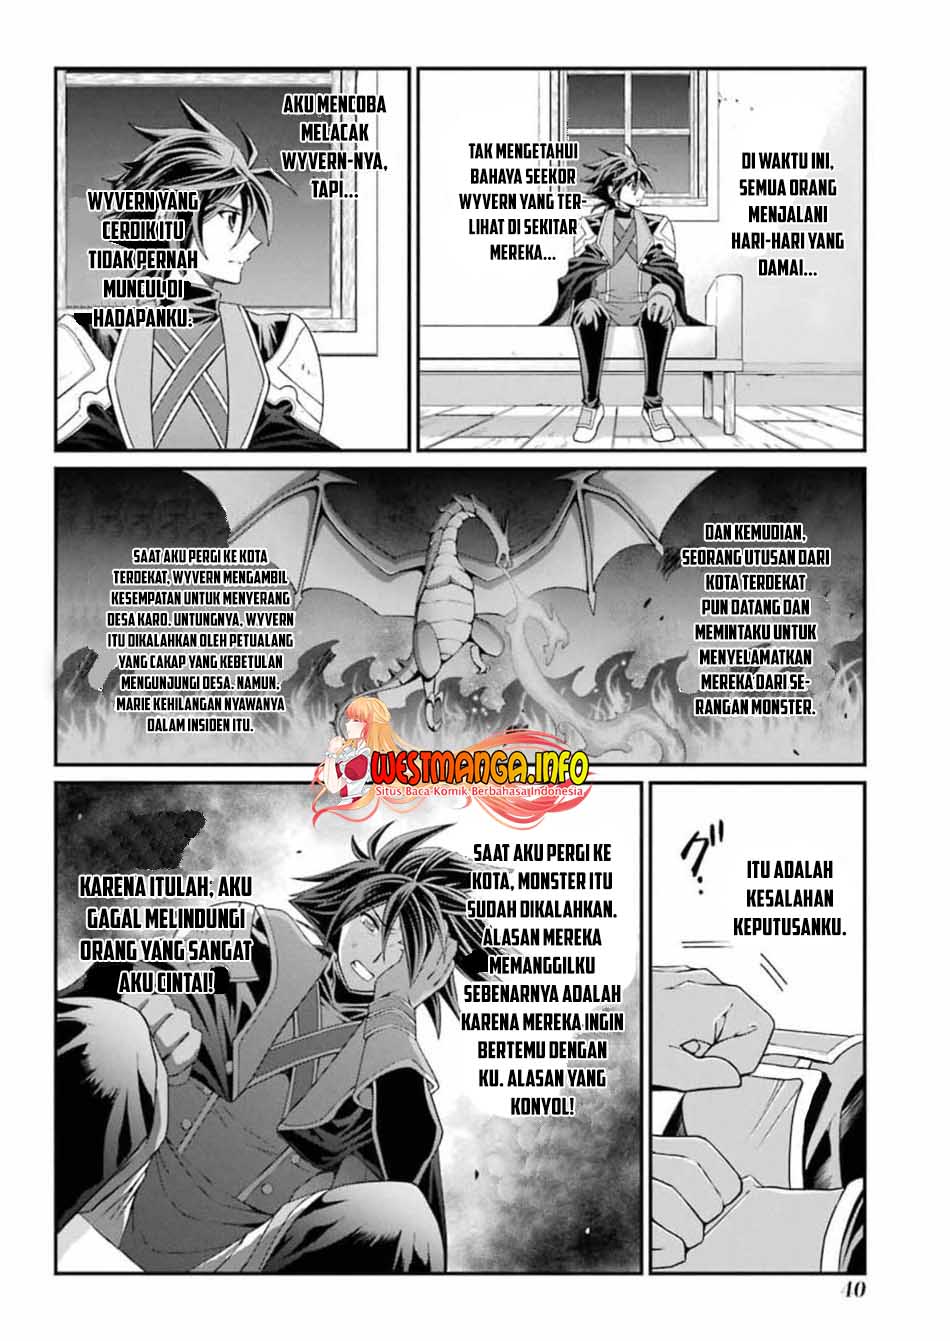 DI WAKTU INI,
SEMUA ORANG
MENJALANI
HARI-HARI YANG
DAMAI...
TAK MENGETAHUI
BAHAYA SEEKOR
WYVERN YANG TER-
LIHAT DI SEKITAR
MEREKA...
AKU MENCOBA
MELACAK
WYVERN-NYA,
TAPI...
WYVERN YANG
CERDIK ITU
TIDAK PERNAH
MUNCUL DI
HADAPANKU.
DAN KEMUDIAN,
SEORANG UTUSAN DARI
KOTA TERDEKAT
PUN DATANG DAN
MEMINTAKU UNTUK
MENYELAMATKAN
MEREKA DARI SE-
RANGAN MONSTER.
SAAT AKU PERGI KE KOTA
TERDEKAT, WYVERN MENGAMBIL
KESEMPATAN UNTUK MENYERANG
DESA KARO. UNTUNGNYA, WYVERN
ITU DIKALAHKAN OLEH PETUALANG
YANG CAKAP YANG KEBETULAN
MENGUNJUNGI DESA. NAMUN,
MARIE KEHILANGAN NYAWANYA
DALAM INSIDEN ITU.
WESTMANGA.INFO
Situs Baca Komik Berbahasa Indonesia
グ!
ITU ADALAH
KESALAHAN
KEPUTUSANKU.
SAAT AKU PERGI KE
KOTA, MONSTER ITU
SUDAH DIKALAHKAN.
ALASAN MEREKA
MEMANGGILKU
SEBENARNYA ADALAH
KARENA MEREKA INGIN
BERTEMU DENGAN
KU. ALASAN YANG
KONYOL!
KARENA ITULAH, AKU
GAGAL MELINDUNGI
ORANG YANG SANGAT
AKU CINTAI!
40